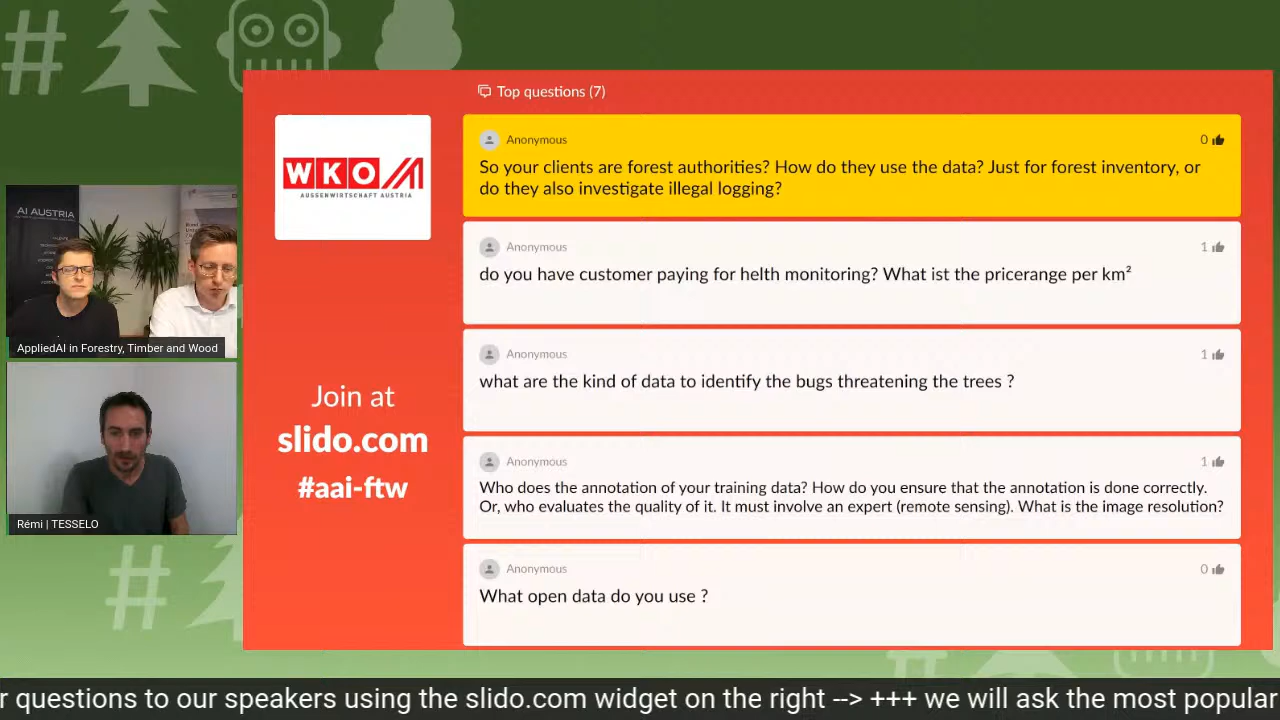 Top questions (7)
WKO
AUSSENWIRTSCHAFT AUSTRIA
Anonymous
0
So your clients are forest authorities? How do they use the data? Just for forest inventory, or
do they also investigate illegal logging?
Anonymous
1
do you have customer paying for helth monitoring? What ist the pricerange per km²
Anonymous
1
what are the kind of data to identify the bugs threatening the trees ?
Anonymous
1
Who does the annotation of your training data? How do you ensure that the annotation is done correctly.
Or, who evaluates the quality of it. It must involve an expert (remote sensing). What is the image resolution?
Anonymous
0
What open data do you use ?
Join at
slido.com
#aai-ftw
AI AUSTRIA
AppliedAI in Forestry, Timber and Wood
Rémi | TESSELO
r questions to our speakers using the slido.com widget on the right --> +++ we will ask the most popular